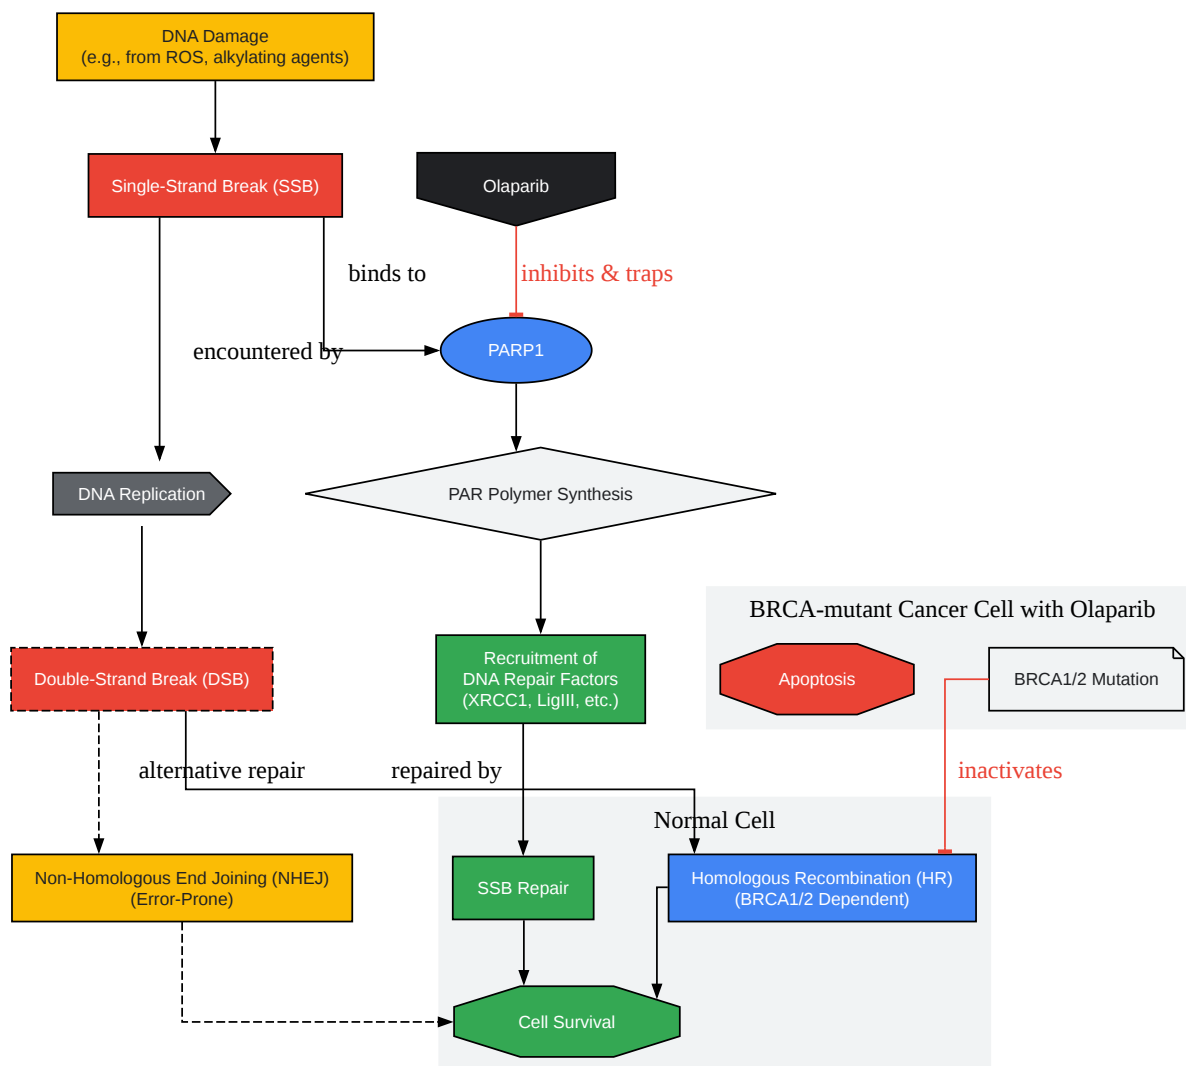 DNA Damage
(e.g., from ROS, alkylating agents)
Single-Strand Break (SSB)
Olaparib
binds to
inhibits & traps
encountered by
PARP1
DNA Replication
PAR Polymer Synthesis
BRCA-mutant Cancer Cell with Olaparib
Double-Strand Break (DSB)
Recruitment of
DNA Repair Factors
(XRCC1, LigIII, etc.)
Apoptosis
BRCA1/2 Mutation
alternative repair
repaired by
inactivates
Normal Cell
Non-Homologous End Joining (NHEJ)
(Error-Prone)
SSB Repair
Homologous Recombination (HR)
(BRCA1/2 Dependent)
Cell Survival